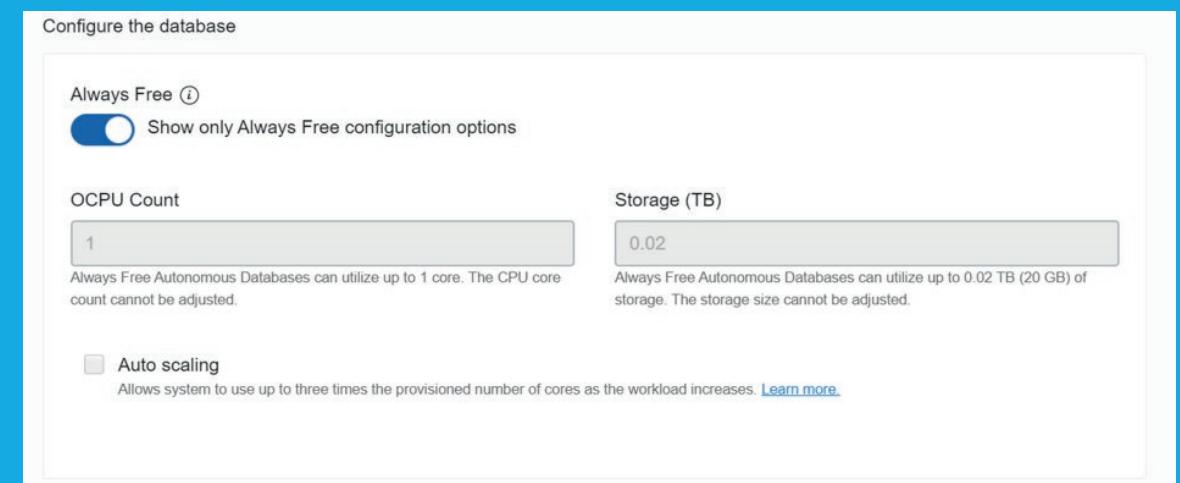 Configure the database
Always Free
Show only Always Free configuration options
OCPU Count
Storage (TB)
1
0.02
Always Free Autonomous Databases can utilize up to 1 core. The CPU core
count cannot be adjusted.
Always Free Autonomous Databases can utilize up to 0.02 TB (20 GB) of
storage. The storage size cannot be adjusted.
Auto scaling
Allows system to use up to three times the provisioned number of cores as the workload increases. Learn more.